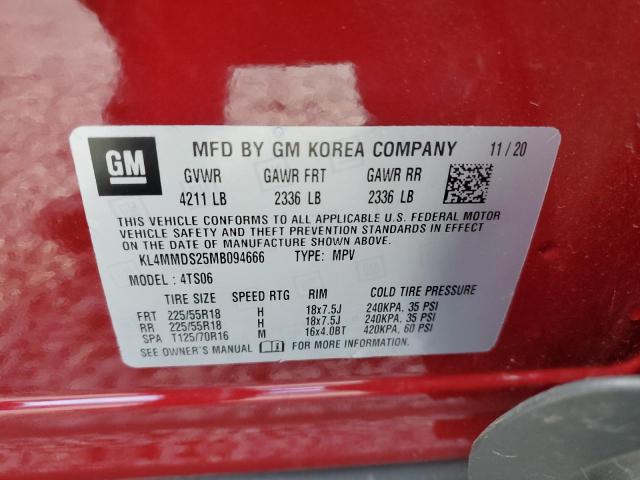 GM MFD BY GM KOREA COMPANY 11/20
GVWR GAWR FRT GAWR RR
4211 LB 2336 LB 2336 LB
THIS VEHICLE CONFORMS TO ALL APPLICABLE U.S. FEDERAL MOTOR
VEHICLE SAFETY, BUMPER, AND THEFT PREVENTION STANDARDS IN
EFFECT ON THE DATE OF MANUFACTURE SHOWN ABOVE.
KL4MMDS25MB094666 TYPE: MPV
MODEL : 4TS06
TIRE SIZE SPEED RTG RIM COLD TIRE PRESSURE
FRT 225/55R18 H 18x7.5J 240KPA. 35 PSI
RR 225/55R18 H 18x7.5J 240KPA. 35 PSI
SPA T125/70R16 M 16x4.0BT 420KPA, 60 PSI
SEE OWNER'S MANUAL FOR MORE INFORMATION.